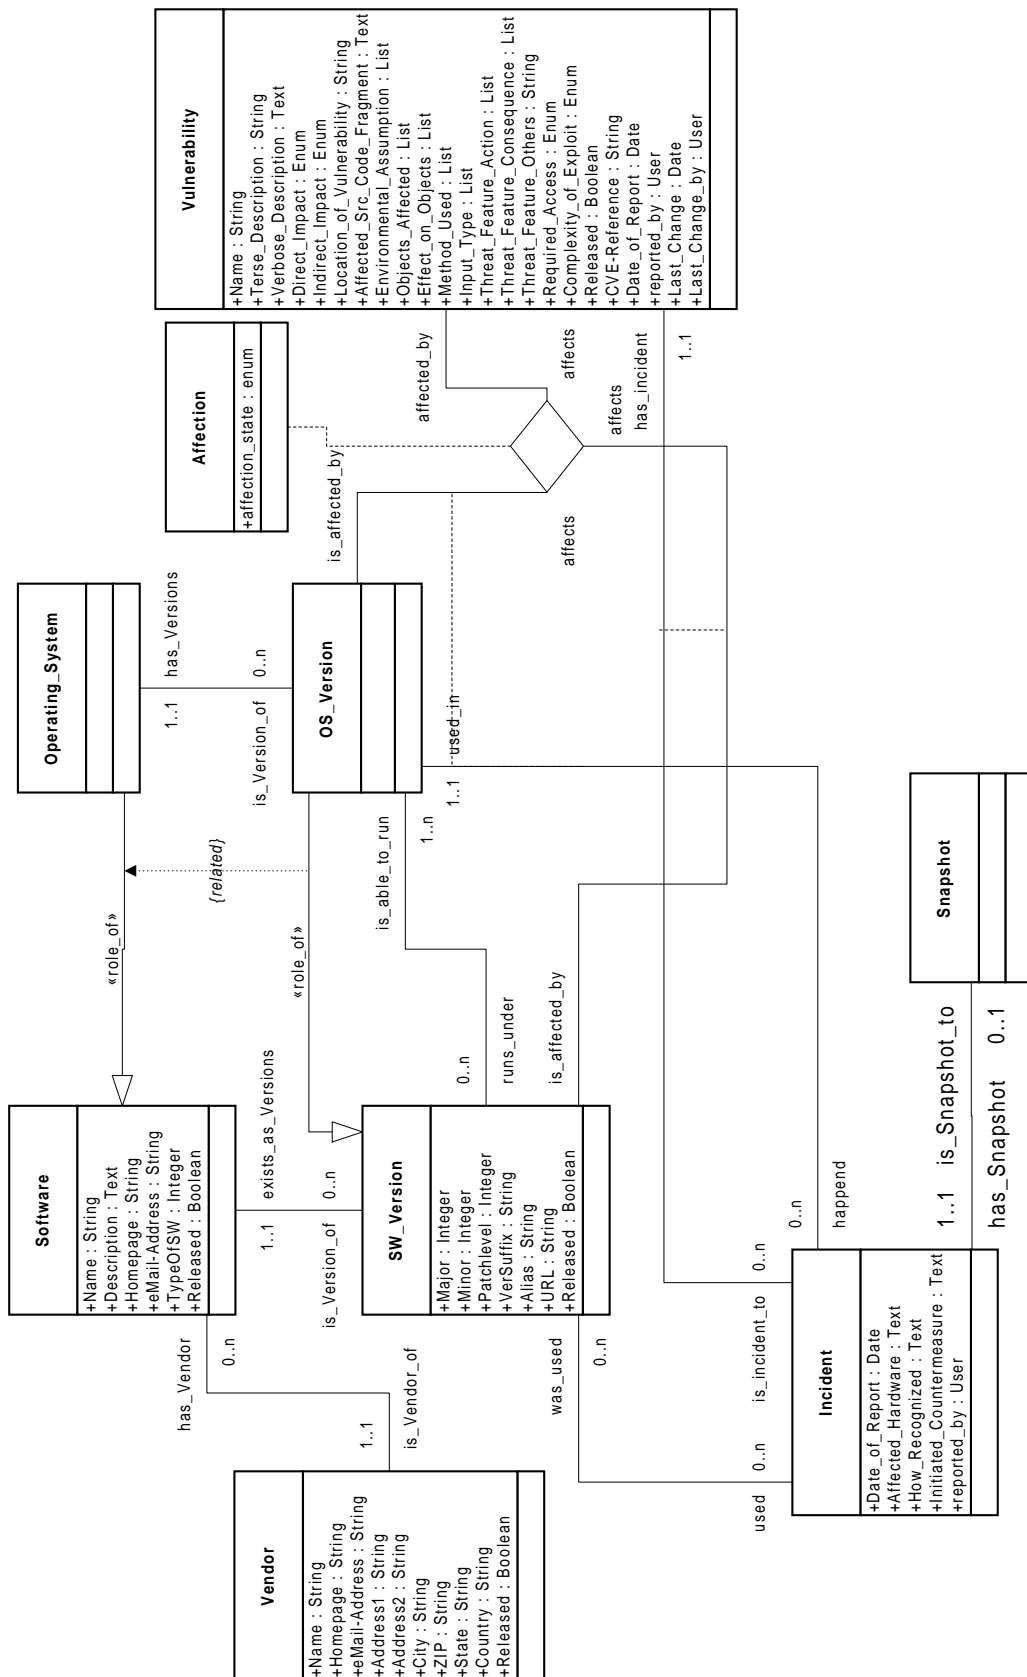 Vulnerability
+Name : String
+Terse_Description : String
+Verbose_Description : Text
+Direct_Impact : Enum
+Indirect_Impact : Enum
+Location_of_Vulnerability : String
+Affected_Src_Code_Fragment : Text
+Environmental_Assumption : List
+Objects_Affected : List
+Effect_on_Objects : List
+Method_Used : List
+Input_Type : List
+Threat_Feature_Action : List
+Threat_Feature_Consequence : List
+Threat_Feature_Others : String
+Required_Access : Enum
+Complexity_of_Exploit : Enum
+Released : Boolean
+CVE-Reference : String
+Date_of_Report : Date
+reported_by : User
+Last_Change : Date
+Last_Change_by : User
Affection
+affection_state : enum
affected_by
affects
affects
has_incident
1..1
is_affected_by
affects
Operating_System
has_Versions
1..1
0..n
is_Version_of
OS_Version
used_in
1..1
1..n
is_able_to_run
{related}
«role_of»
«role_of»
runs_under
0..n
is_affected_by
Software
+Name : String
+Description : Text
+Homepage : String
+eMail-Address : String
+TypeOfSW : Integer
+Released : Boolean
exists_as_Versions
1..1
0..n
is_Version_of
SW_Version
+Major : Integer
+Minor : Integer
+Patchlevel : Integer
+VerSuffix : String
+Alias : String
+URL : String
+Released : Boolean
has_Vendor
0..n
1..1
is_Vendor_of
Vendor
+Name : String
+Homepage : String
+eMail-Address : String
+Address1 : String
+Address2 : String
+City : String
+ZIP : String
+State : String
+Country : String
+Released : Boolean
was_used
0..n
used
0..n
is_incident_to
0..n
0..n
happend
Incident
+Date_of_Report : Date
+Affected_Hardware : Text
+How_Recognized : Text
+Initiated_Countermeasure : Text
+reported_by : User
1..1
is_Snapshot_to
has_Snapshot
0..1
Snapshot